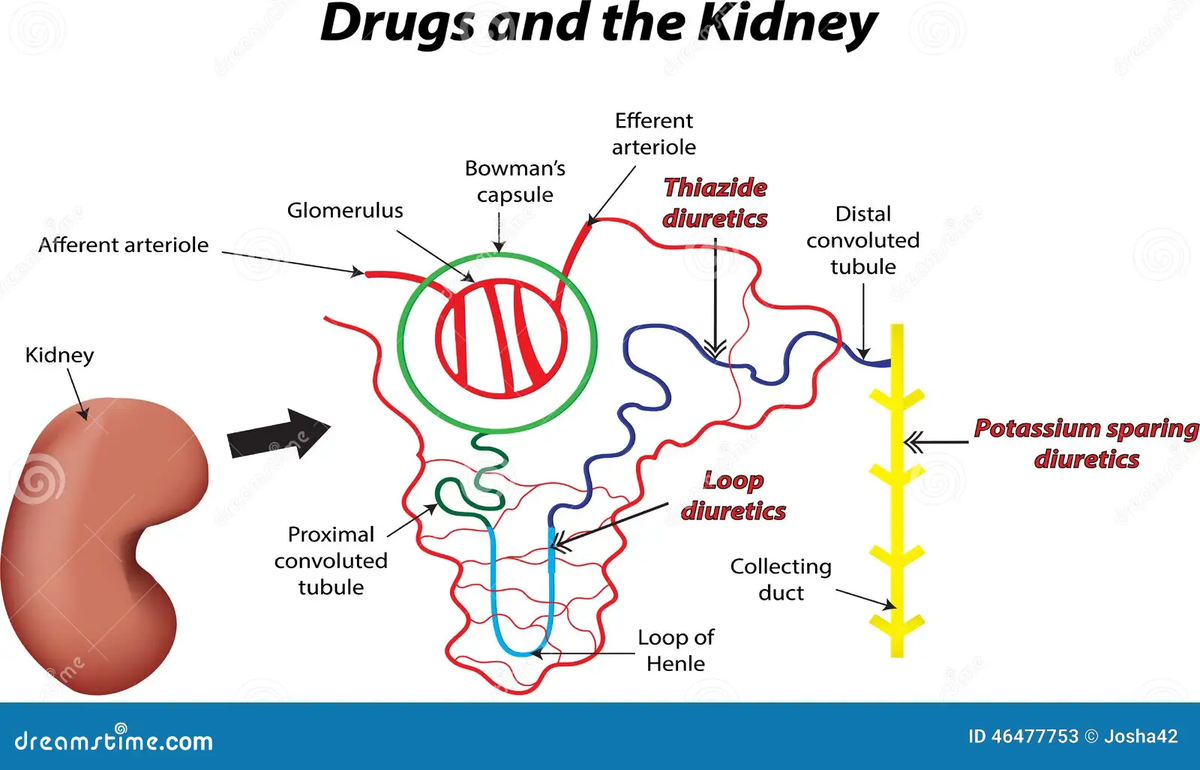 Drugs and the Kidney
Efferent
arteriole
Bowman's
capsule
Thiazide
diuretics
Glomerulus
Distal
convoluted
tubule
Afferent arteriole
Kidney
Potassium sparing
diuretics
Loop
diuretics
Proximal
convoluted
tubule
Collecting
duct
Loop of
Henle
dreamstime.com
ID 46477753 © Josha42